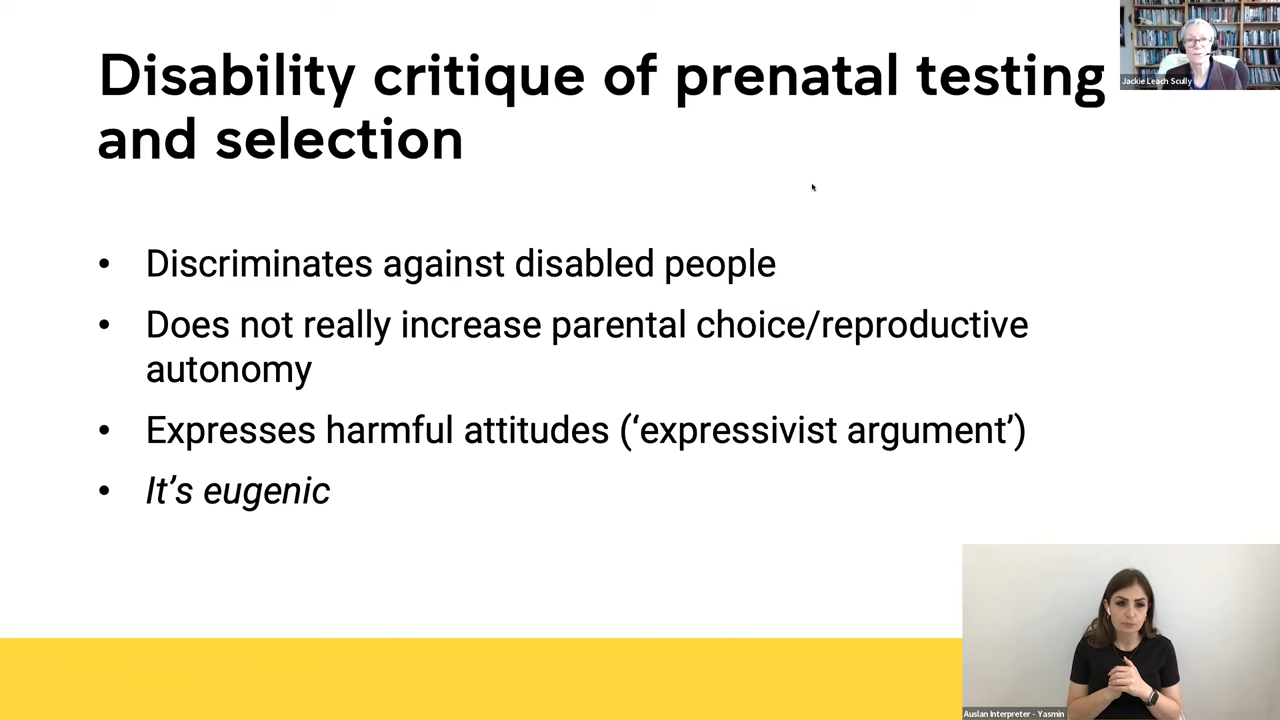 Disability critique of prenatal testing
and selection
Jackie Leach Scully
• Discriminates against disabled people
• Does not really increase parental choice/reproductive
autonomy
• Expresses harmful attitudes (‘expressivist argument’)
• It’s eugenic
Auslan Interpreter - Yasmin